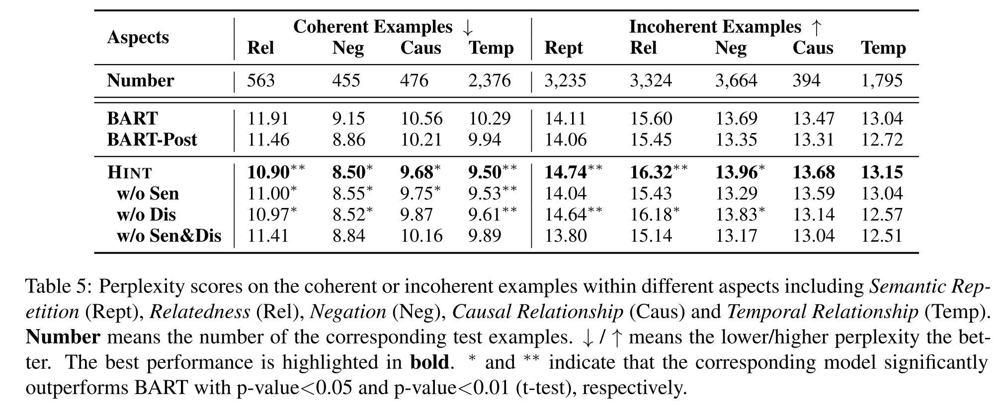 Aspects Coherent Examples ↓ Incoherent Examples ↑
Rel Neg Caus Temp Rept Rel Neg Caus Temp
Number 563 455 476 2,376 3,235 3,324 3,664 394 1,795
BART 11.91 9.15 10.56 10.29 14.11 15.60 13.69 13.47 13.04
BART-Post 11.46 8.86 10.21 9.94 14.06 15.45 13.35 13.31 12.72
HINT 10.90** 8.50* 9.68* 9.50** 14.74** 16.32** 13.96* 13.68 13.15
w/o Sen 11.00* 8.55* 9.75* 9.53** 14.04 15.43 13.29 13.59 13.04
w/o Dis 10.97* 8.52* 9.87 9.61** 14.64** 16.18* 13.83* 13.14 12.57
w/o Sen&Dis 11.41 8.84 10.16 9.89 13.80 15.14 13.17 13.04 12.51
Table 5: Perplexity scores on the coherent or incoherent examples within different aspects including Semantic Rep-
etition (Rept), Relatedness (Rel), Negation (Neg), Causal Relationship (Caus) and Temporal Relationship (Temp).
Number means the number of the corresponding test examples. ↓ / ↑ means the lower/higher perplexity the bet-
ter. The best performance is highlighted in bold. * and ** indicate that the corresponding model significantly
outperforms BART with p-value<0.05 and p-value<0.01 (t-test), respectively.